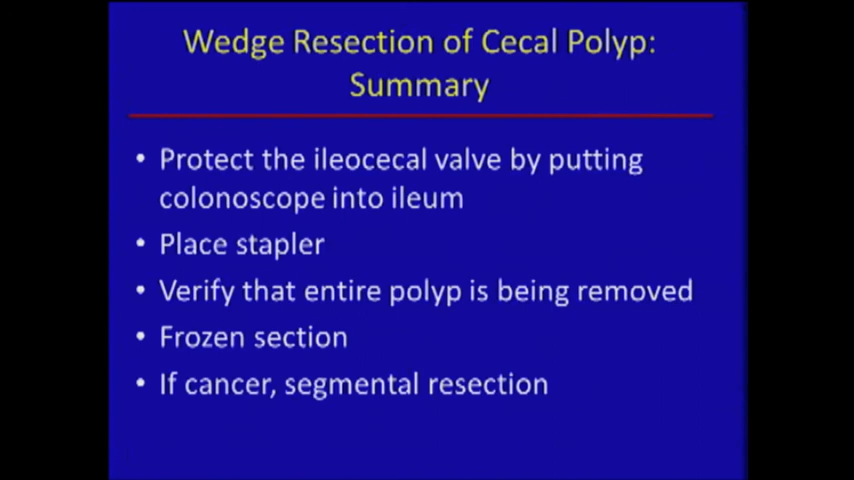 Wedge Resection of Cecal Polyp:
Summary
• Protect the ileocecal valve by putting
colonoscope into ileum
• Place stapler
• Verify that entire polyp is being removed
• Frozen section
• If cancer, segmental resection